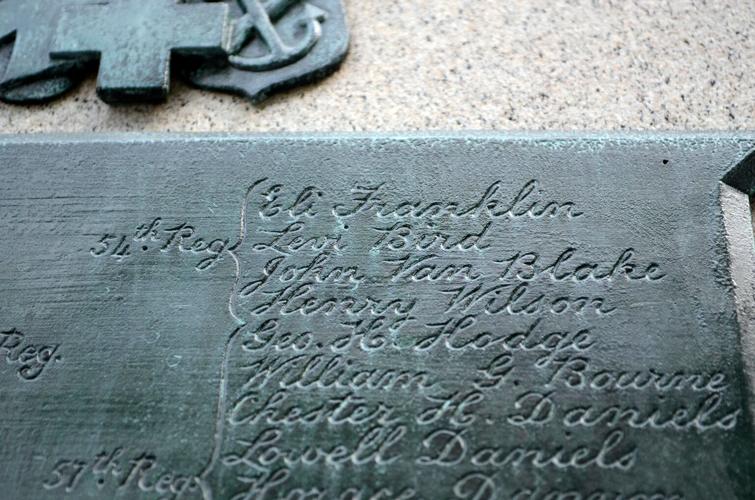 Eli Franklin
54th Reg. Levi Bird
John Van Blake
Henry Wilson
Geo. H. Hodge
Reg.
William G. Bourne
Chester H. Daniels
Lowell Daniels
57th Reg. Horace